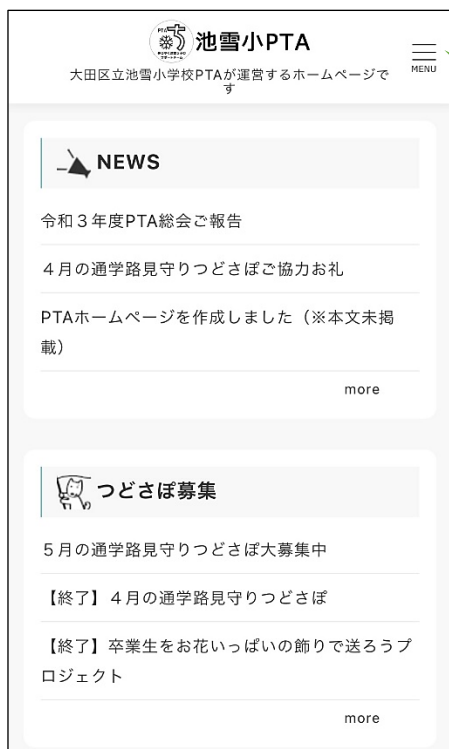 池雪小PTA
大田区立池雪小学校PTAが運営するホームページで
す
MENU
NEWS
令和３年度PTA総会ご報告
４月の通学路見守りつどさぽご協力お礼
PTAホームページを作成しました（※本文未掲
載）
more
つどさぽ募集
５月の通学路見守りつどさぽ大募集中
【終了】４月の通学路見守りつどさぽ
【終了】卒業生をお花いっぱいの飾りで送ろうプ
ロジェクト
more